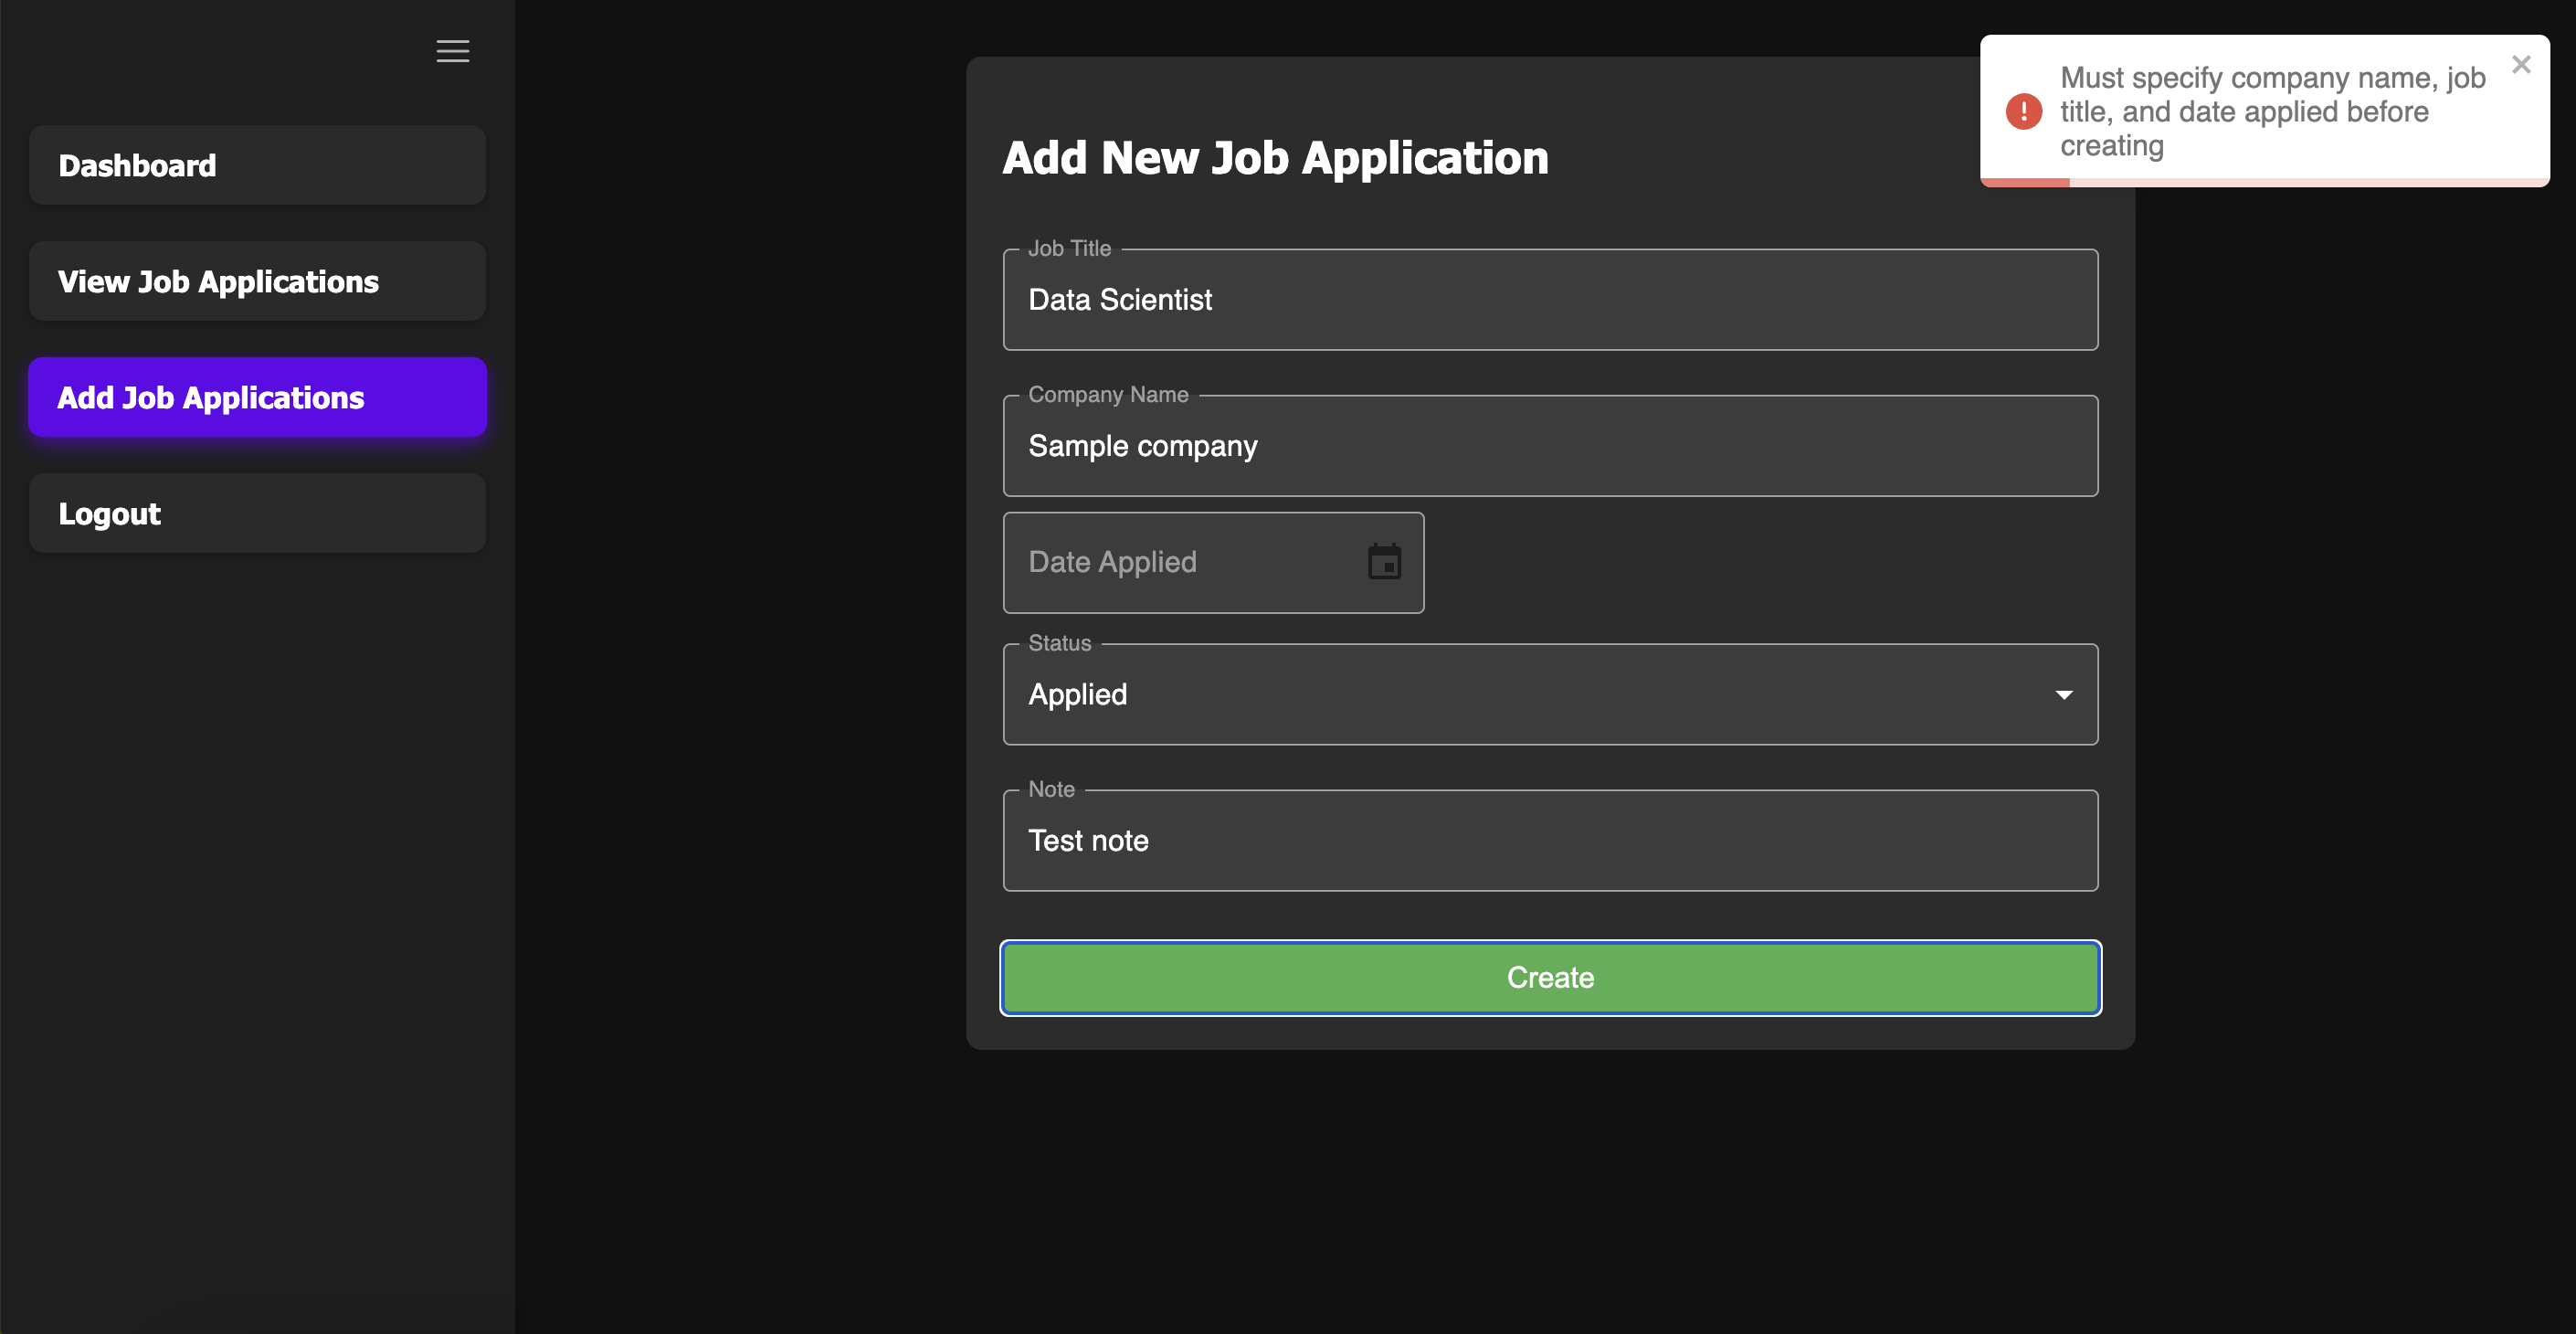 Dashboard
View Job Applications
Add Job Applications
Logout
Add New Job Application
Job Title
Data Scientist
Company Name
Sample company
Date Applied
Status
Applied
Note
Test note
Create
Must specify company name, job
title, and date applied before
creating